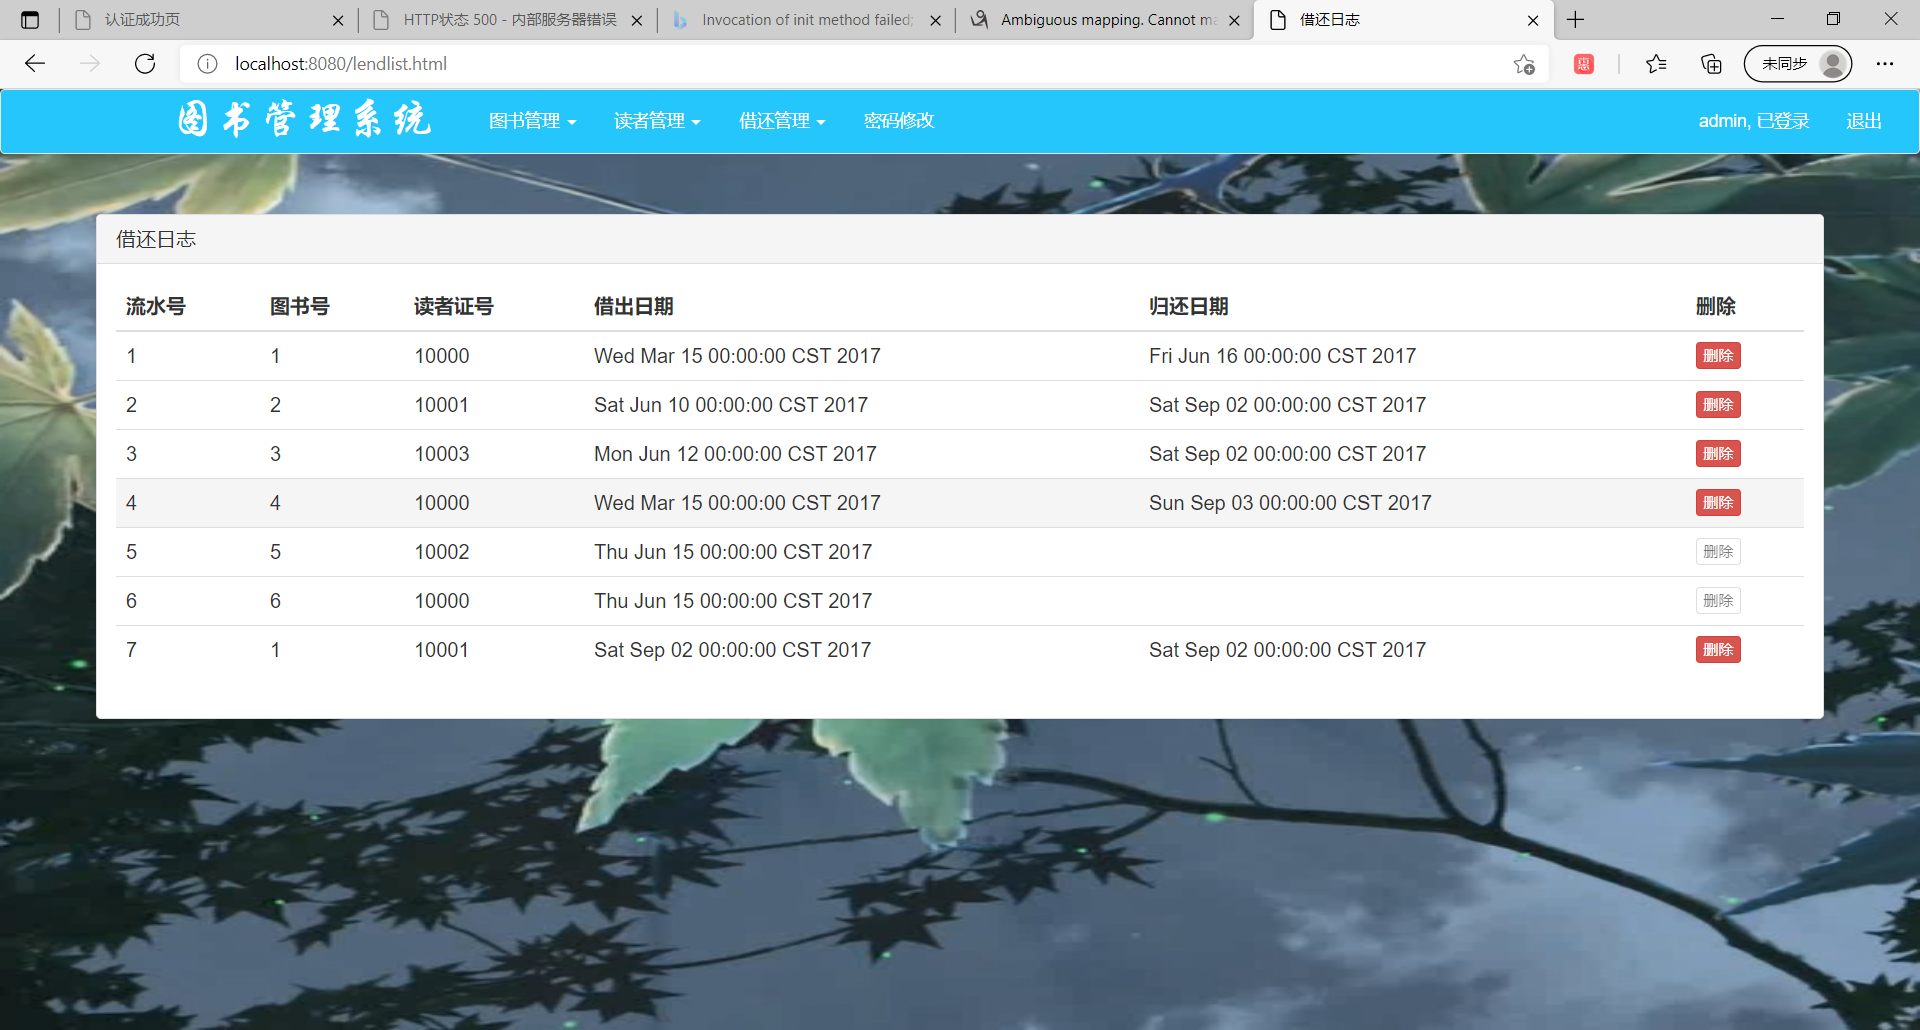 认证成功页
HTTP状态 500 - 内部服务器错误
Invocation of init method failed;
Ambiguous mapping. Cannot ma
借还日志
localhost:8080/lendlist.html
惠
未同步
图书管理系统
图书管理
读者管理
借还管理
密码修改
admin, 已登录
退出
借还日志
流水号 图书号 读者证号 借出日期 归还日期 删除
1 1 10000 Wed Mar 15 00:00:00 CST 2017 Fri Jun 16 00:00:00 CST 2017 删除
2 2 10001 Sat Jun 10 00:00:00 CST 2017 Sat Sep 02 00:00:00 CST 2017 删除
3 3 10003 Mon Jun 12 00:00:00 CST 2017 Sat Sep 02 00:00:00 CST 2017 删除
4 4 10000 Wed Mar 15 00:00:00 CST 2017 Sun Sep 03 00:00:00 CST 2017 删除
5 5 10002 Thu Jun 15 00:00:00 CST 2017 删除
6 6 10000 Thu Jun 15 00:00:00 CST 2017 删除
7 1 10001 Sat Sep 02 00:00:00 CST 2017 Sat Sep 02 00:00:00 CST 2017 删除